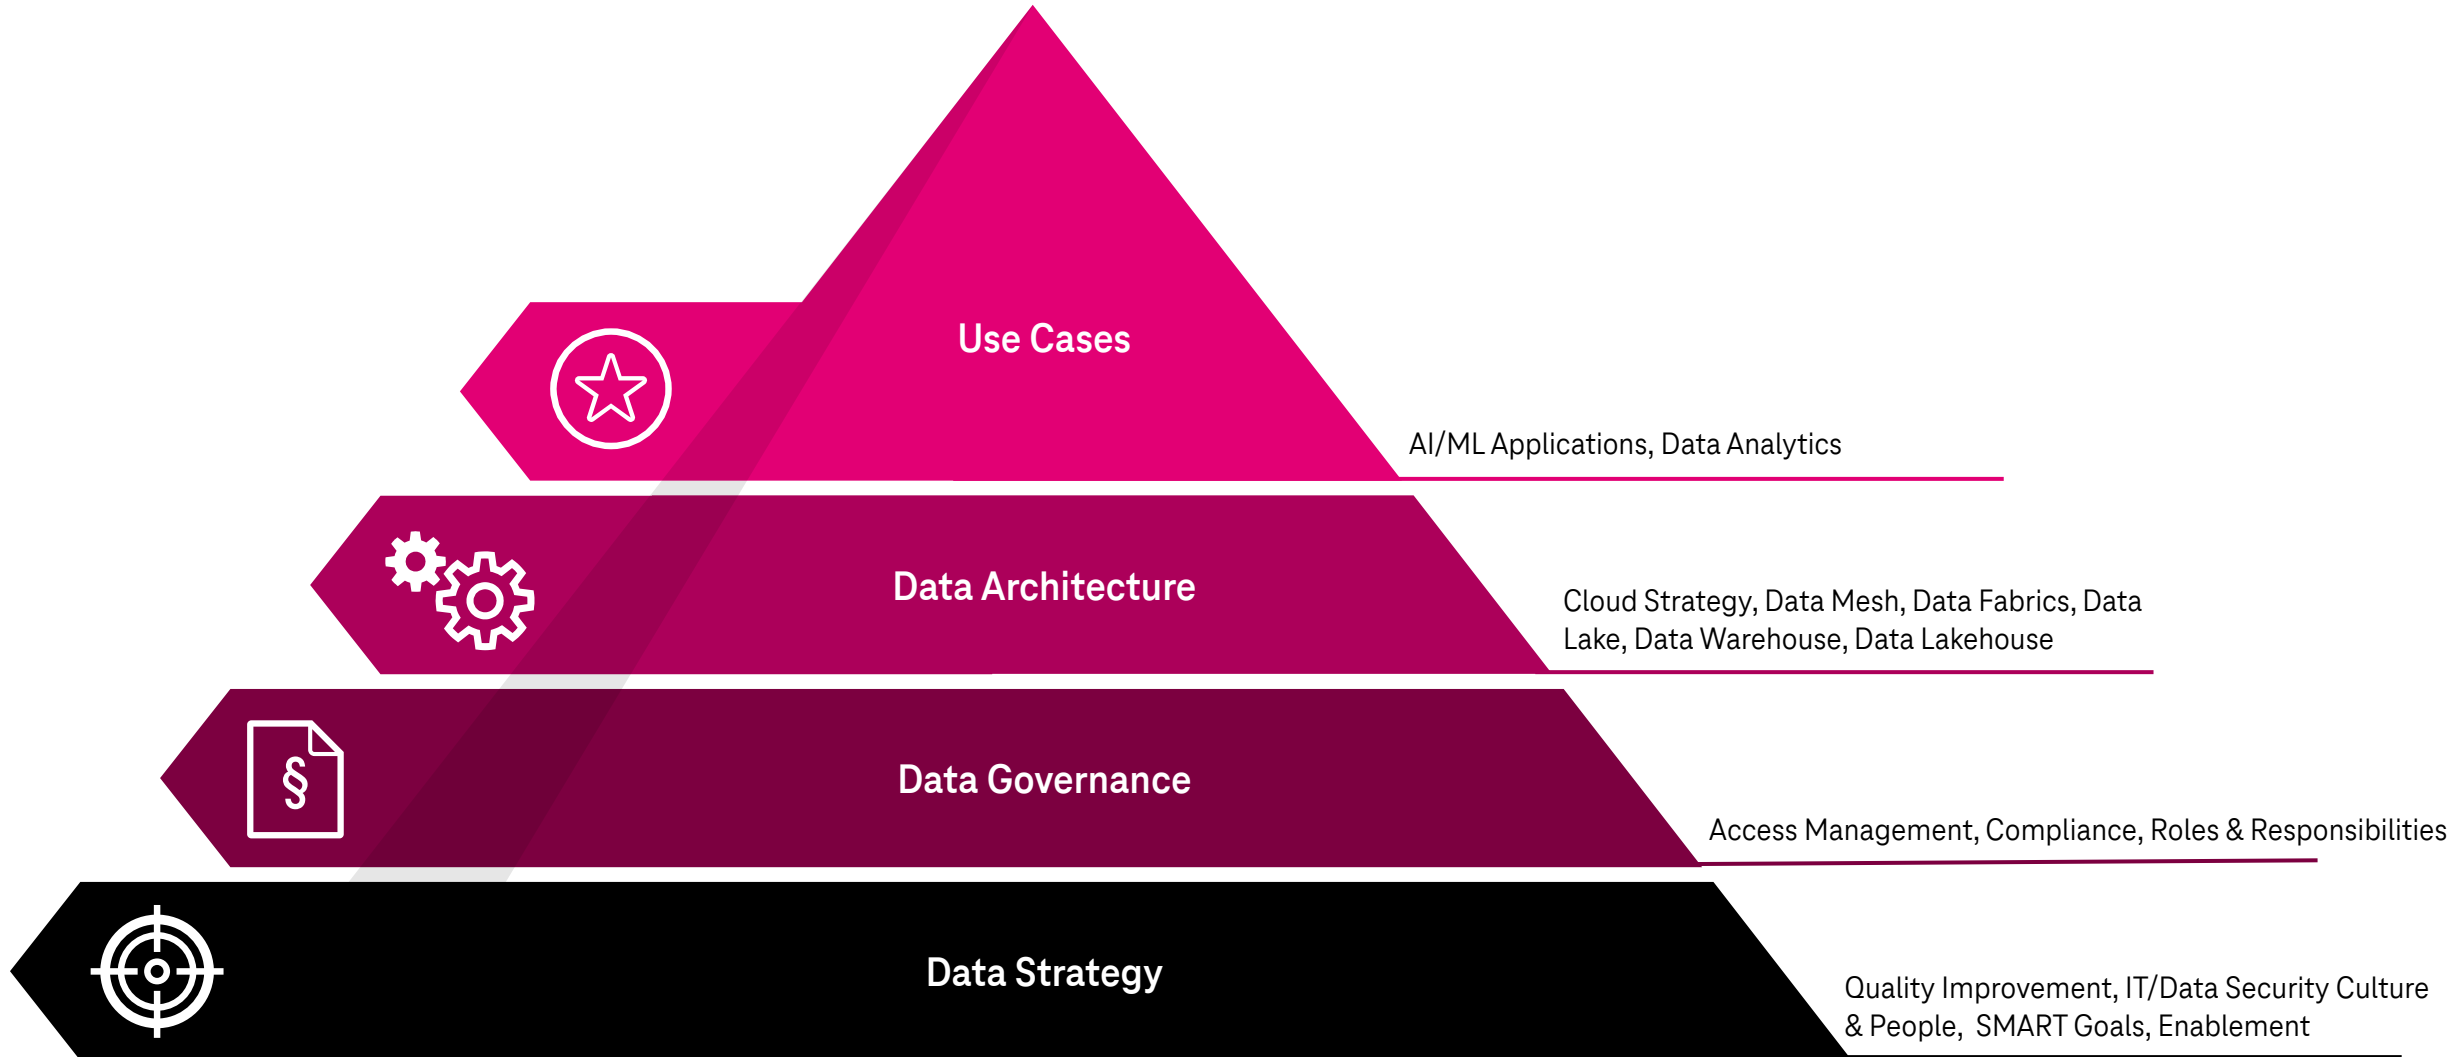 Use Cases
AI/ML Applications, Data Analytics
Data Architecture
Cloud Strategy, Data Mesh, Data Fabrics, Data
Lake, Data Warehouse, Data Lakehouse
§
Data Governance
Access Management, Compliance, Roles & Responsibilities
Data Strategy
Quality Improvement, IT/Data Security Culture
& People,  SMART Goals, Enablement